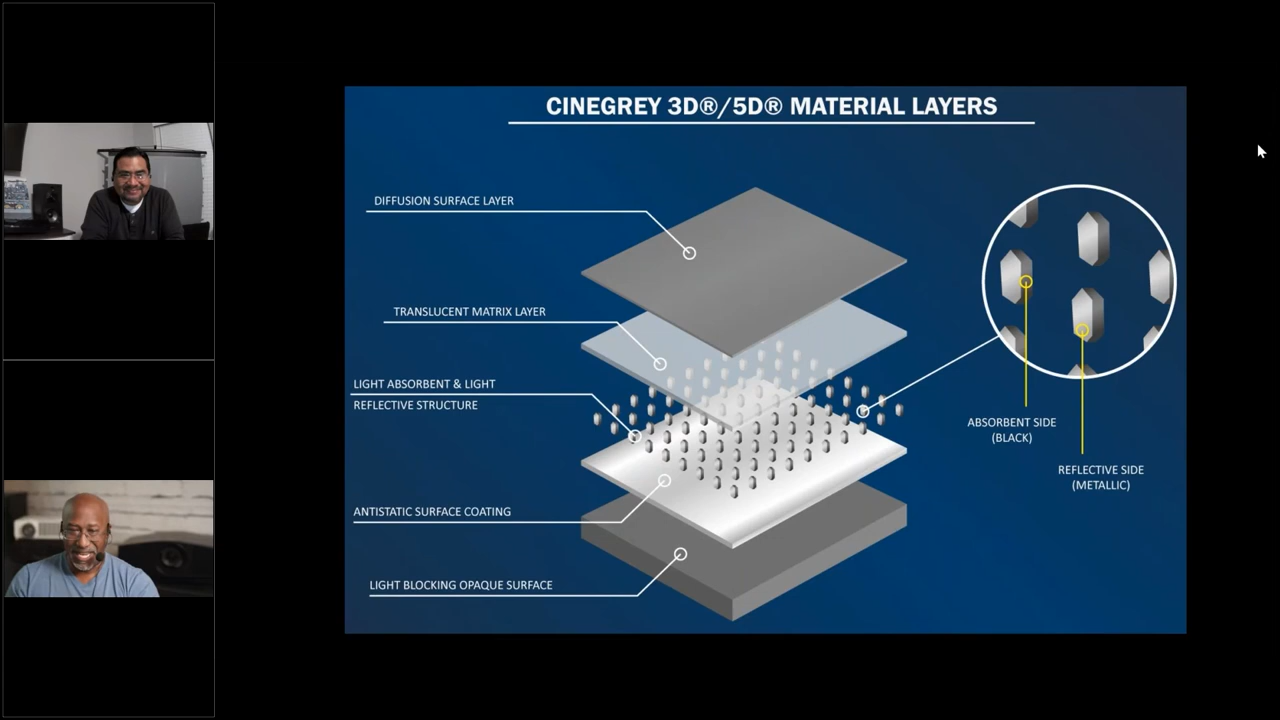 CINEGREY 3D®/5D® MATERIAL LAYERS
DIFFUSION SURFACE LAYER
TRANSLUCENT MATRIX LAYER
LIGHT ABSORBENT & LIGHT
REFLECTIVE STRUCTURE
ANTISTATIC SURFACE COATING
LIGHT BLOCKING OPAQUE SURFACE
ABSORBENT SIDE
(BLACK)
REFLECTIVE SIDE
(METALLIC)